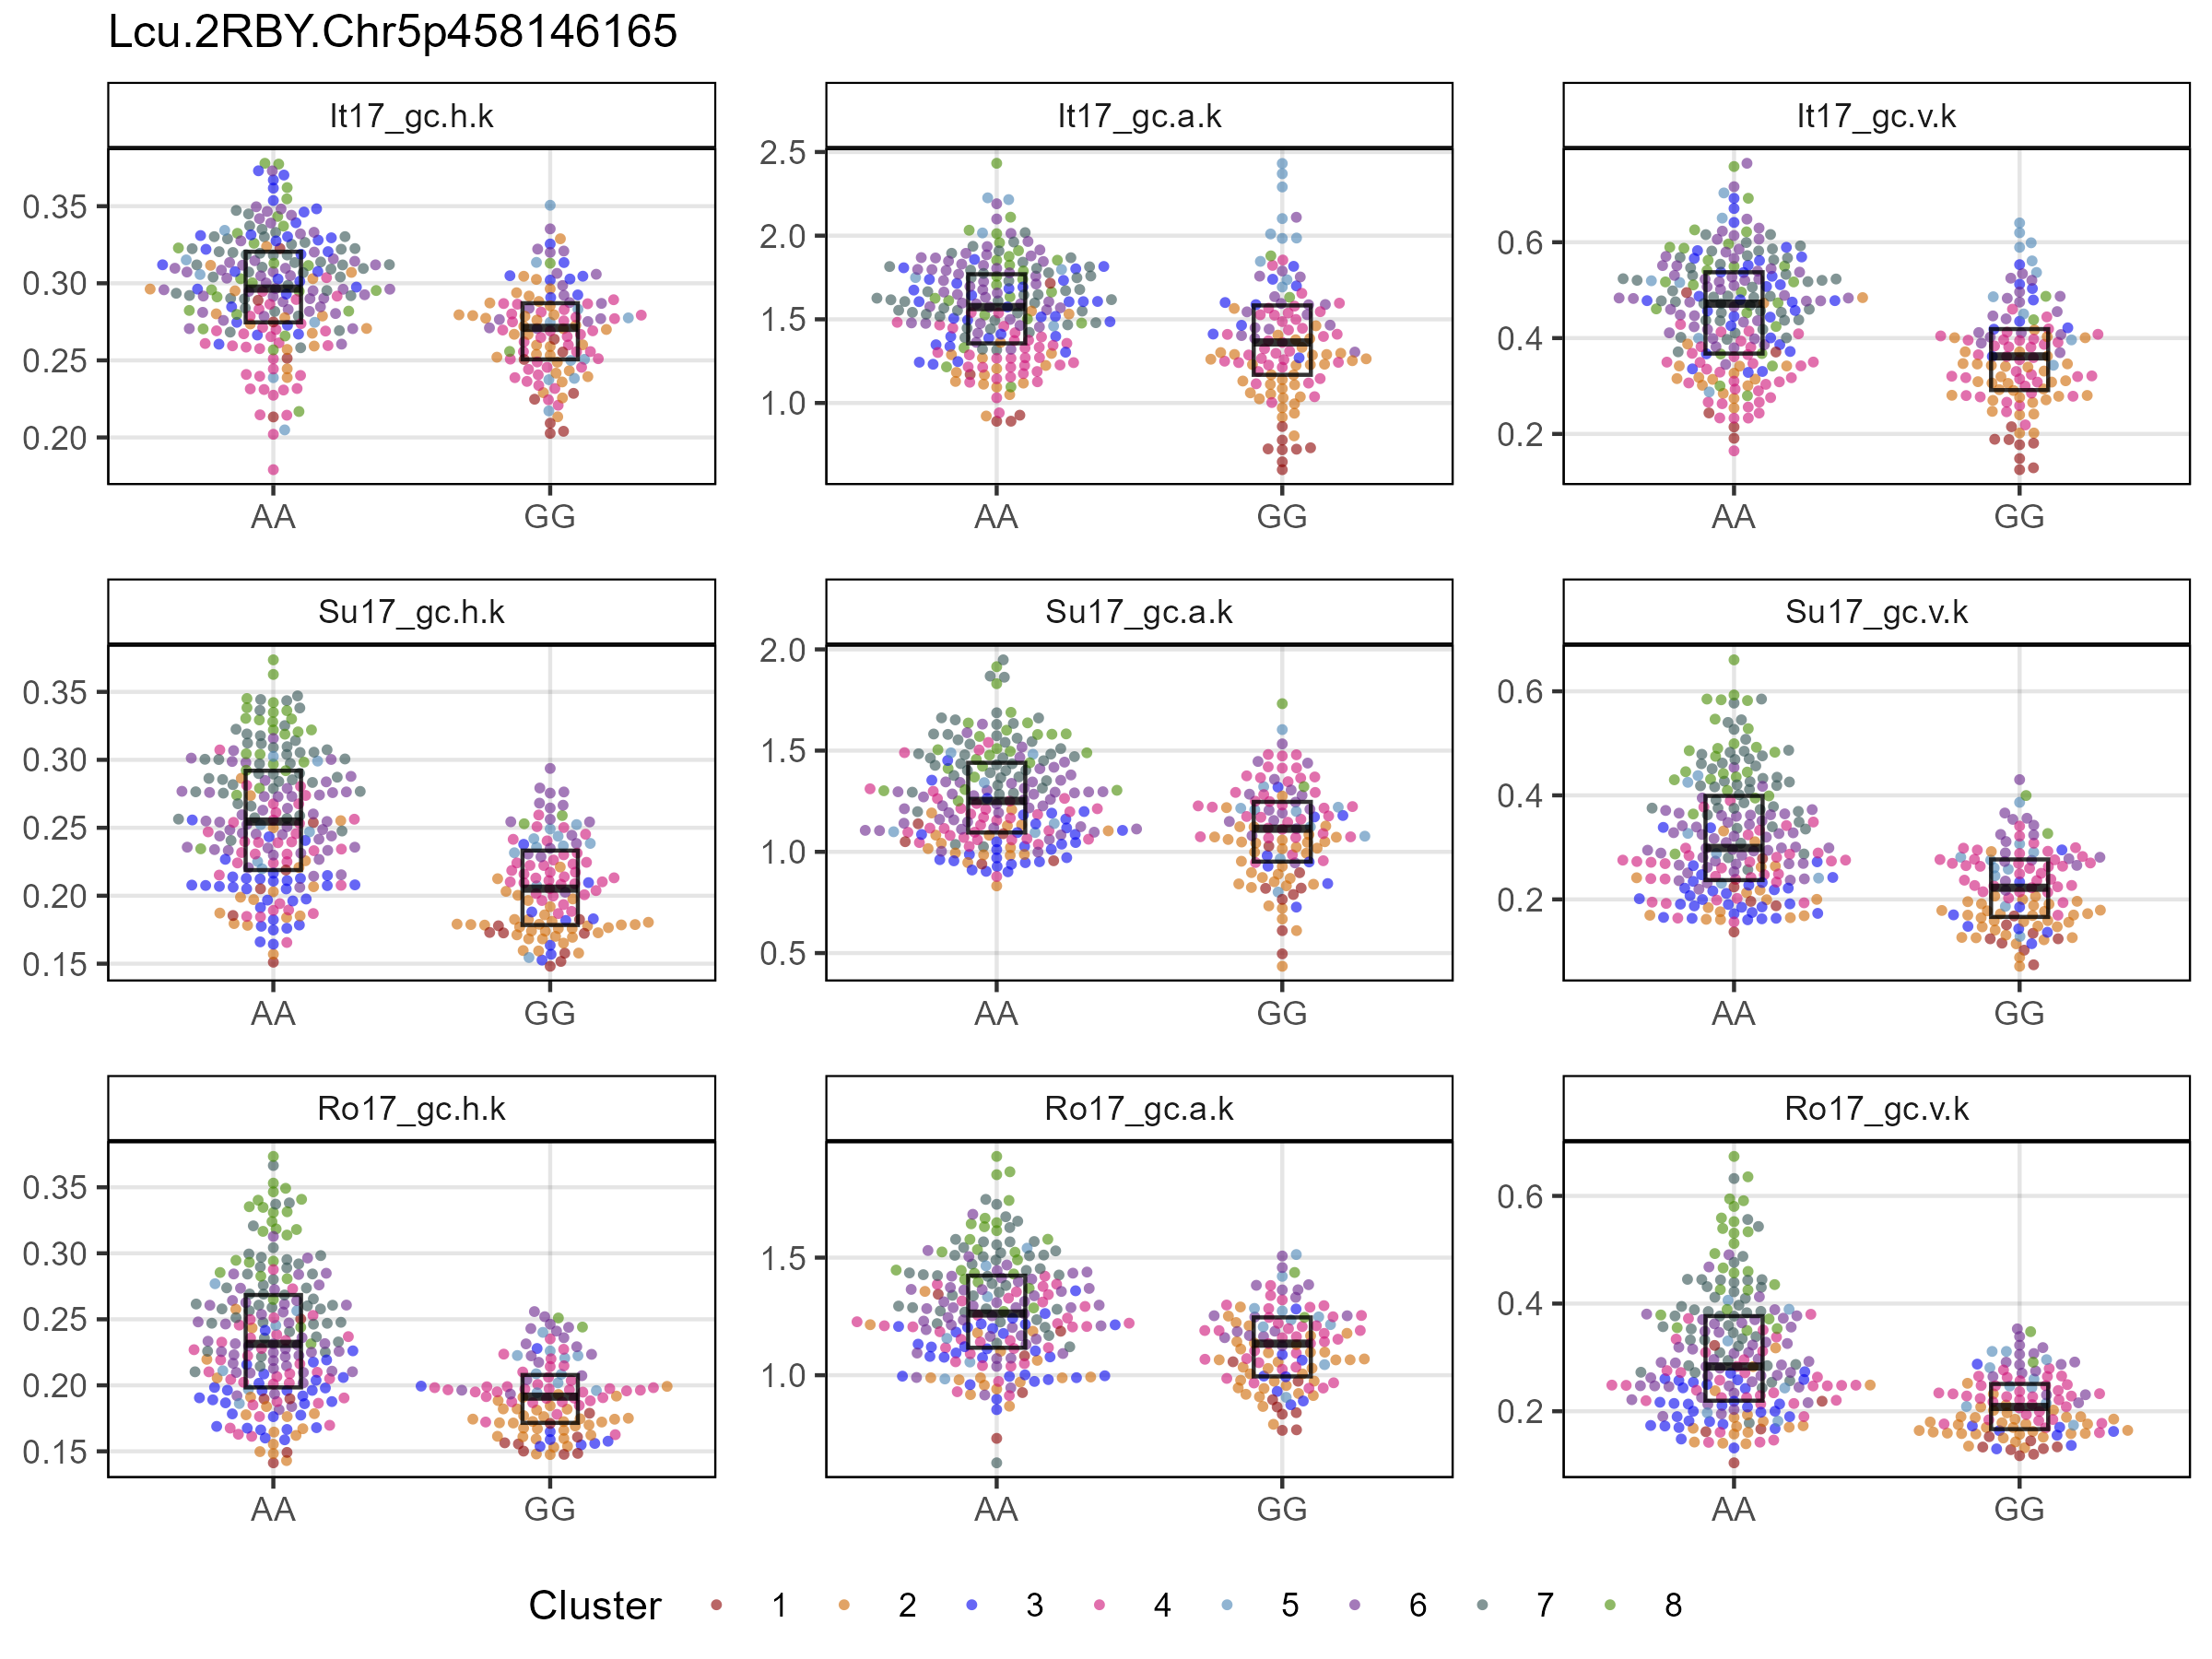 Lcu.2RBY.Chr5p458146165
It17_gc.h.k It17_gc.a.k It17_gc.v.k
0.35
0.30
0.25
0.20
AA GG
2.5
2.0
1.5
1.0
AA GG
0.6
0.4
0.2
AA GG
Su17_gc.h.k Su17_gc.a.k Su17_gc.v.k
0.35
0.30
0.25
0.20
0.15
AA GG
2.0
1.5
1.0
0.5
AA GG
0.6
0.4
0.2
AA GG
Ro17_gc.h.k Ro17_gc.a.k Ro17_gc.v.k
0.35
0.30
0.25
0.20
0.15
AA GG
1.5
1.0
AA GG
0.6
0.4
0.2
AA GG
Cluster 1 2 3 4 5 6 7 8